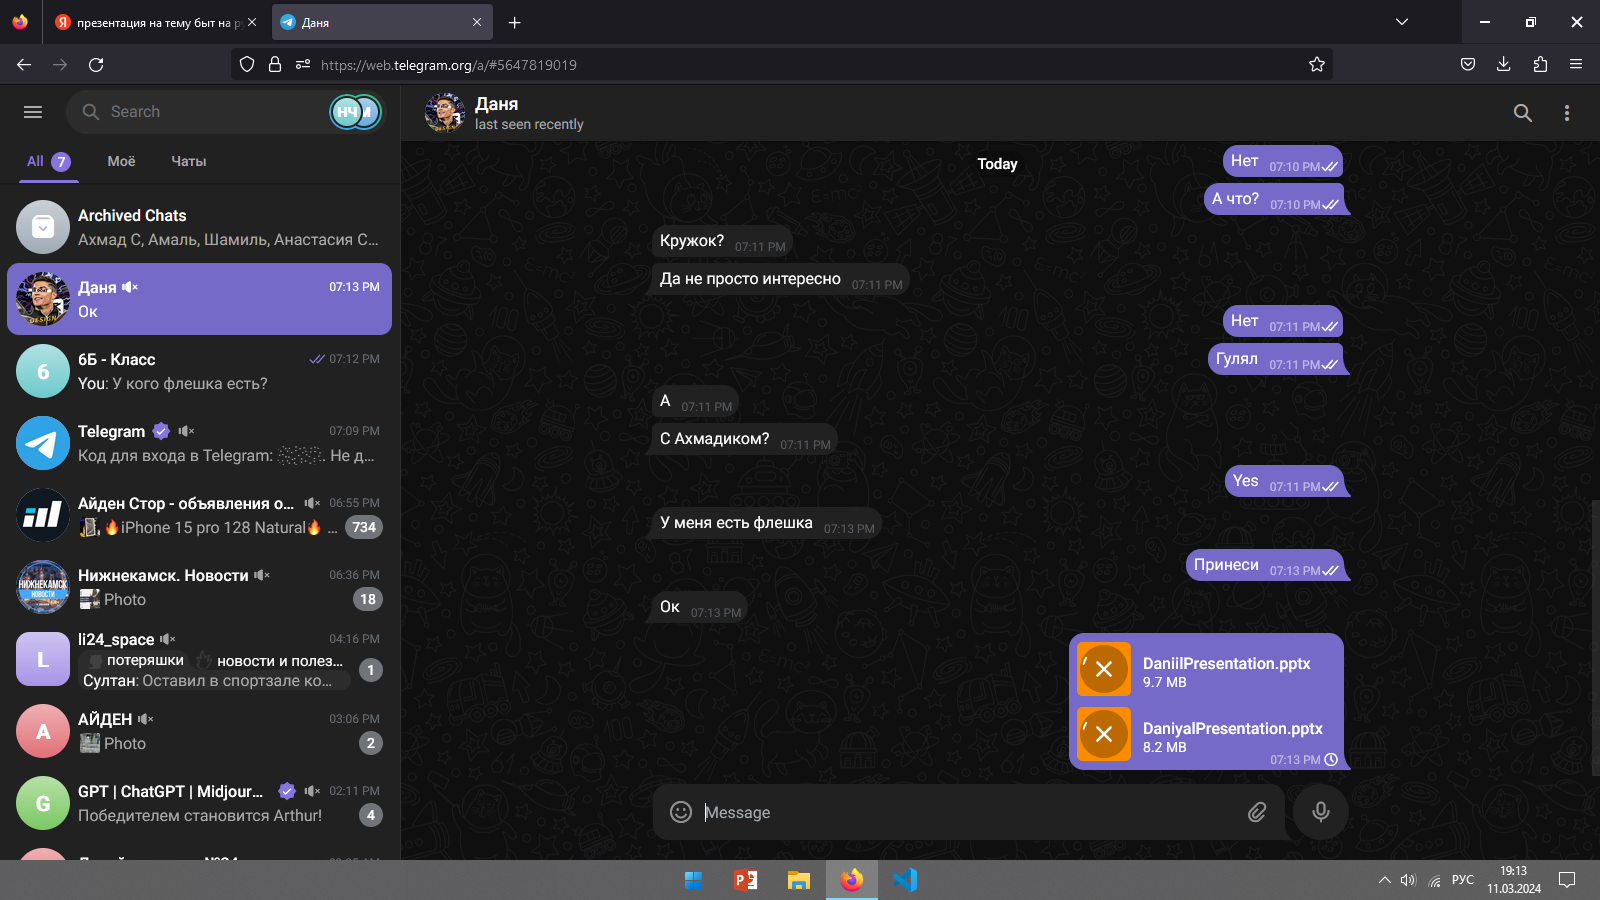 презентация на тему быт на ру
Даня
https://web.telegram.org/a/#5647819019
Search
НЧ
М
All 7
Моё
Чаты
Archived Chats
Ахмад С, Амаль, Шамиль, Анастасия С...
Даня
07:13 PM
Ок
6
6Б - Класс
07:12 PM
You: У кого флешка есть?
Telegram
07:09 PM
Код для входа в Telegram: . Не д...
Айден Стор - объявления о...
06:55 PM
🔥iPhone 15 pro 128 Natural🔥 ...
734
НИЖНЕКАМСК
НОВОСТИ
Нижнекамск. Новости
06:36 PM
Photo
18
L
li24_space
04:16 PM
потеряшки
новости и полез...
Султан: Оставил в спортзале ко...
1
А
АЙДЕН
03:06 PM
Photo
2
G
GPT | ChatGPT | Midjour...
02:11 PM
Победителем становится Arthur!
4
Даня
last seen recently
Today
Нет 07:10 PM
А что? 07:10 PM
Кружок? 07:11 PM
Да не просто интересно 07:11 PM
Нет 07:11 PM
Гулял 07:11 PM
А 07:11 PM
С Ахмадиком? 07:11 PM
Yes 07:11 PM
У меня есть флешка 07:13 PM
Принеси 07:13 PM
Ок 07:13 PM
DaniilPresentation.pptx
9.7 MB
DaniyalPresentation.pptx
8.2 MB
07:13 PM
Message
РУС
19:13
11.03.2024